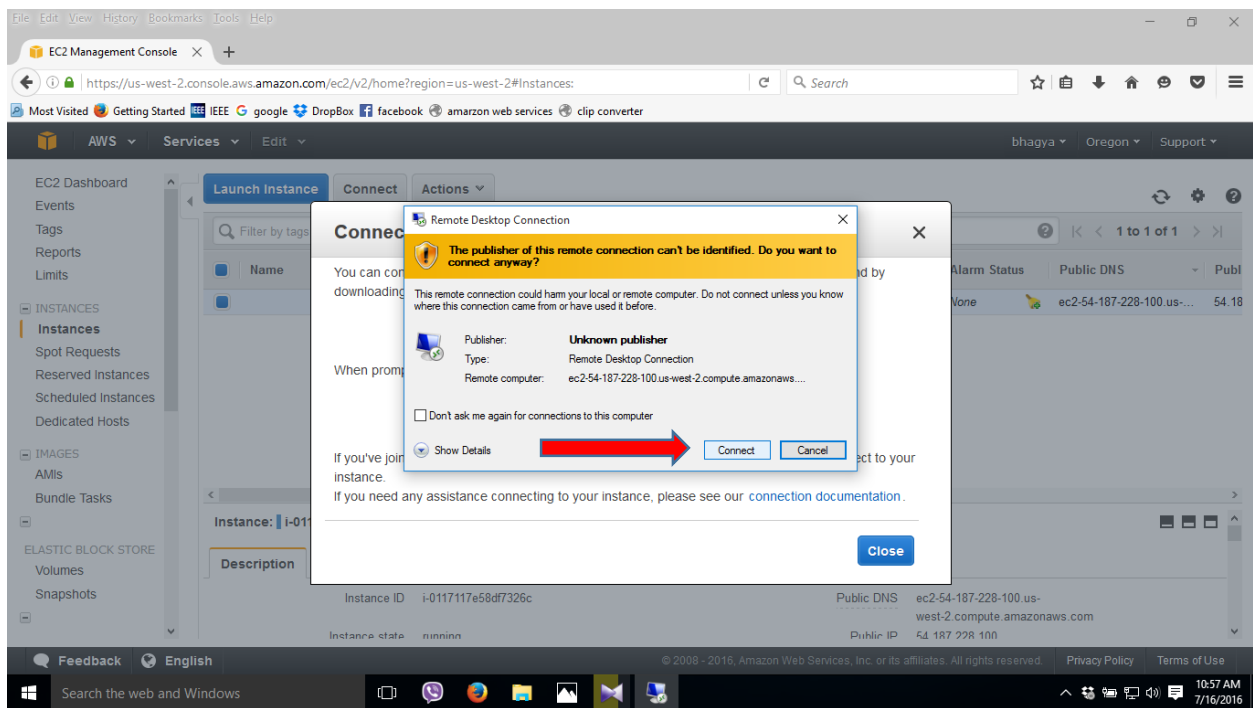 File Edit View History Bookmarks Tools Help
EC2 Management Console
https://us-west-2.console.aws.amazon.com/ec2/v2/home?region=us-west-2#Instances:
Search
Most Visited Getting Started IEEE google DropBox facebook amarzon web services clip converter
AWS Services Edit bhagya Oregon Support
EC2 Dashboard
Events
Tags
Reports
Limits
INSTANCES
Instances
Spot Requests
Reserved Instances
Scheduled Instances
Dedicated Hosts
IMAGES
AMIs
Bundle Tasks
ELASTIC BLOCK STORE
Volumes
Snapshots
Launch Instance Connect Actions
Filter by tags
1 to 1 of 1
Name Alarm Status Public DNS Publ
None ec2-54-187-228-100.us-... 54.18
Connec
You can con
nd by
downloading
When promp
If you've join
ect to your
instance.
If you need any assistance connecting to your instance, please see our connection documentation.
Close
Remote Desktop Connection
The publisher of this remote connection can't be identified. Do you want to
connect anyway?
This remote connection could harm your local or remote computer. Do not connect unless you know
where this connection came from or have used it before.
Publisher: Unknown publisher
Type: Remote Desktop Connection
Remote computer: ec2-54-187-228-100.us-west-2.compute.amazonaws....
Don't ask me again for connections to this computer
Show Details Connect Cancel
Instance: i-011
Description
Instance ID i-0117117e58df7326c Public DNS ec2-54-187-228-100.us-
west-2.compute.amazonaws.com
Instance state running Public IP 54.187.228.100
Feedback English © 2008 - 2016, Amazon Web Services, Inc. or its affiliates. All rights reserved. Privacy Policy Terms of Use
Search the web and Windows
10:57 AM
7/16/2016